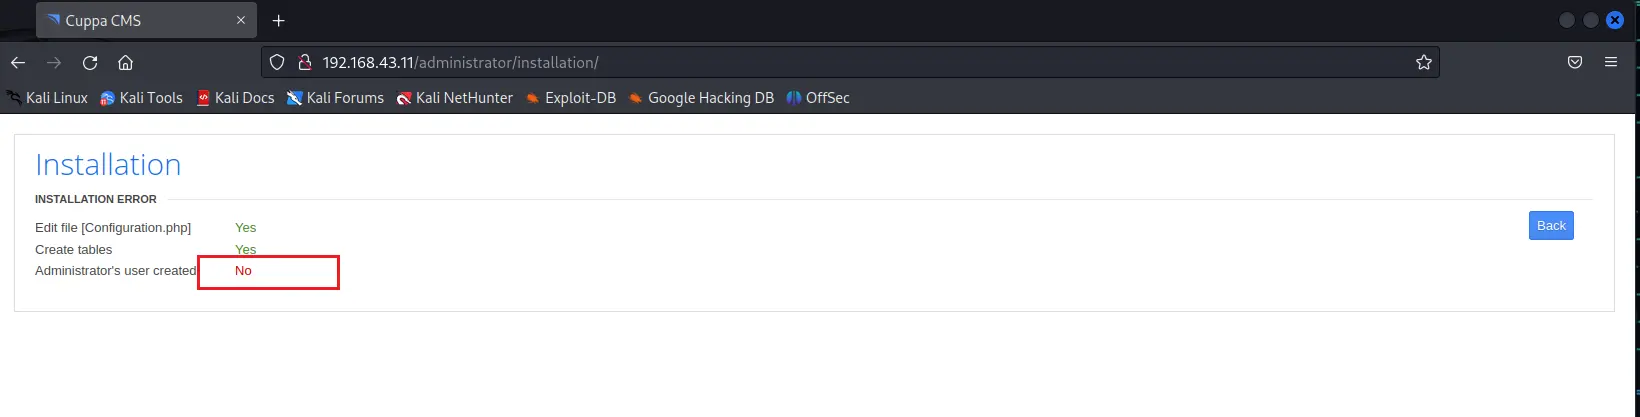 Cuppa CMS
192.168.43.11/administrator/installation/
Kali Linux Kali Tools Kali Docs Kali Forums Kali NetHunter Exploit-DB Google Hacking DB OffSec
Installation
INSTALLATION ERROR
Edit file [Configuration.php] Yes
Back
Create tables Yes
Administrator's user created No